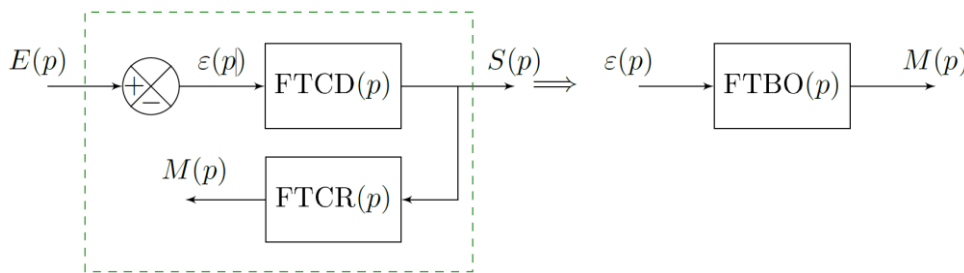 E(p)
+
−
ε(p)
FTCD(p)
S(p)
⟹
ε(p)
FTBO(p)
M(p)
M(p)
FTCR(p)